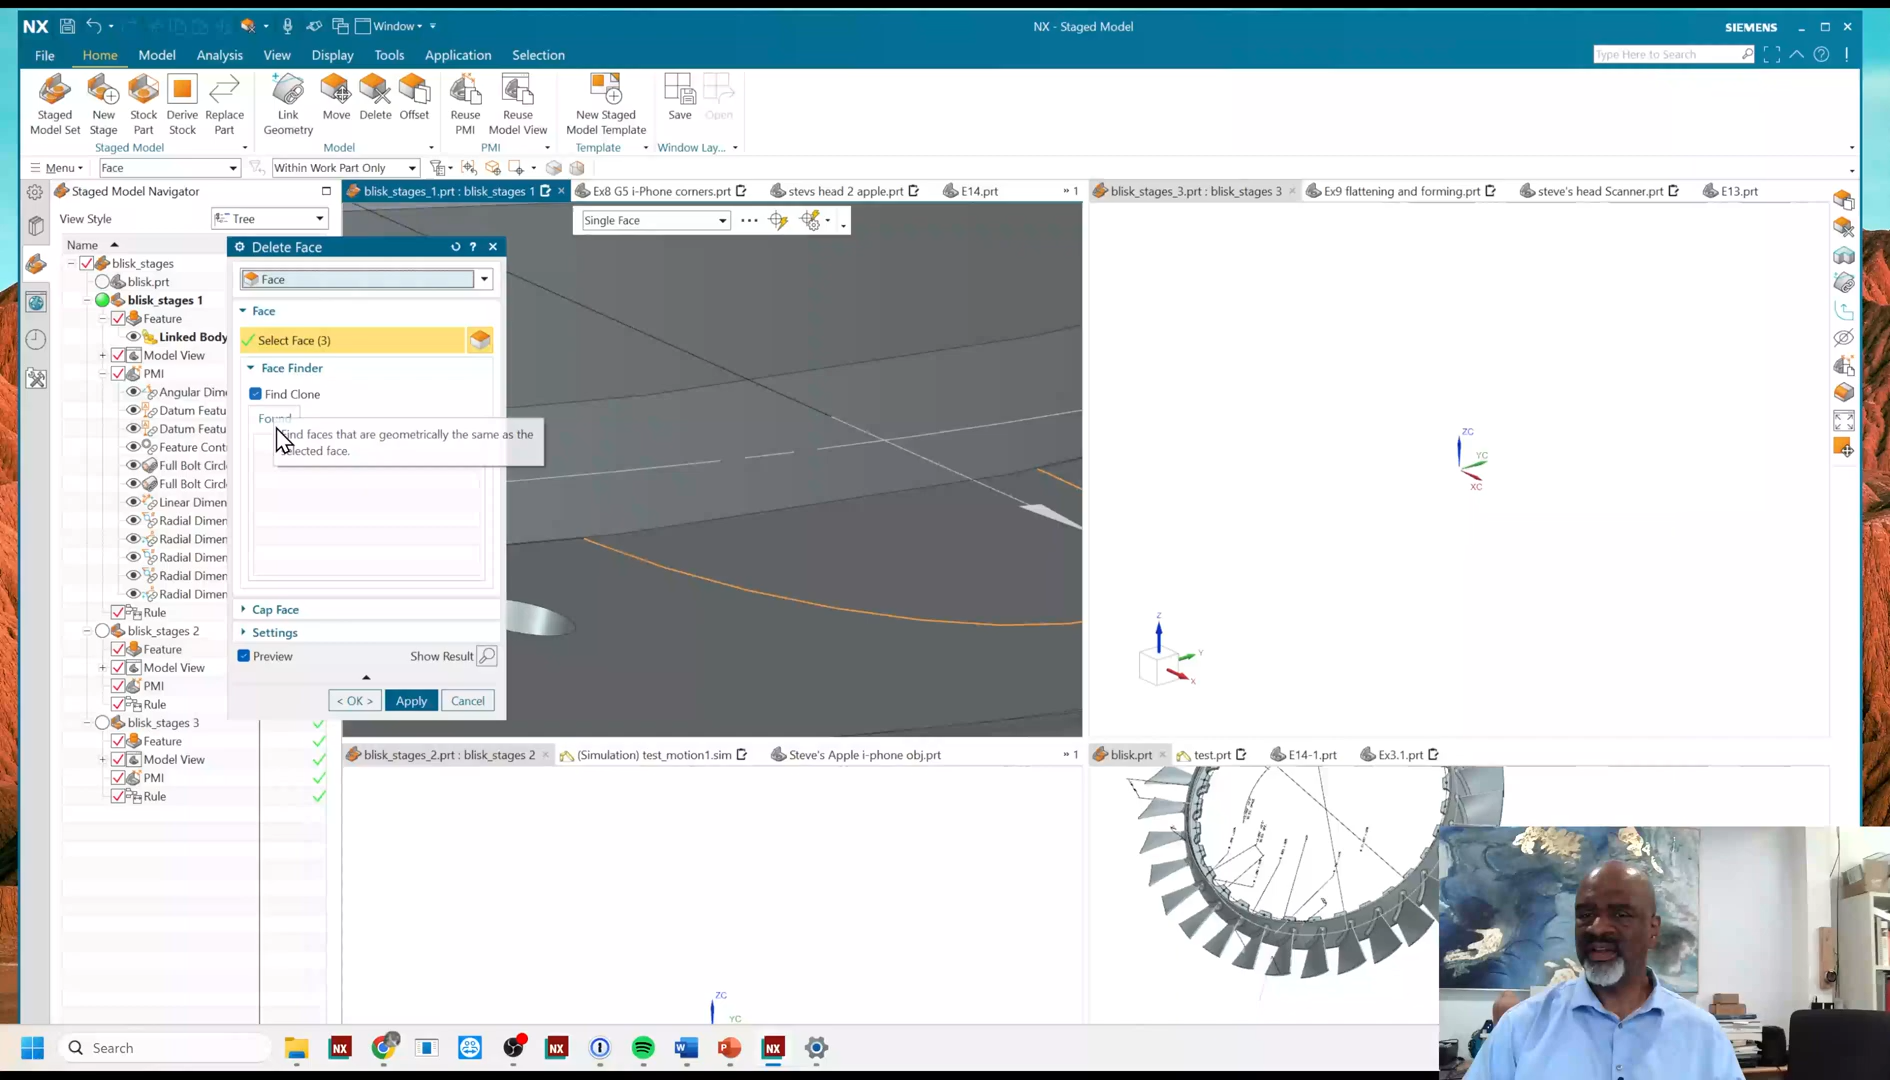 NX
Window
NX - Staged Model
SIEMENS
File
Home
Model
Analysis
View
Display
Tools
Application
Selection
Type Here to Search
Staged
Model Set
New
Stage
Stock
Part
Derive
Stock
Replace
Part
Link
Geometry
Move
Delete
Offset
Reuse
PMI
Reuse
Model View
New Staged
Model Template
Save
Open
Staged Model
Model
PMI
Template
Window Lay...
Menu
Face
Within Work Part Only
Staged Model Navigator
blisk_stages_1.prt : blisk_stages 1
Ex8 G5 i-Phone corners.prt
stevs head 2 apple.prt
E14.prt
1
blisk_stages_3.prt : blisk_stages 3
Ex9 flattening and forming.prt
steve's head Scanner.prt
E13.prt
View Style
Tree
Single Face
Name
Delete Face
blisk_stages
blisk.prt
blisk_stages 1
Feature
Linked Body
Model View
PMI
Angular Dime
Datum Featu
Datum Featu
Feature Cont
Full Bolt Circl
Full Bolt Circl
Linear Dimen
Radial Dimen
Radial Dimen
Radial Dimen
Radial Dimen
Radial Dimen
Rule
blisk_stages 2
Feature
Model View
PMI
Rule
blisk_stages 3
Feature
Model View
PMI
Rule
Face
Face
Select Face (3)
Face Finder
Find Clone
Found
Find faces that are geometrically the same as the
selected face.
Cap Face
Settings
Preview
Show Result
< OK >
Apply
Cancel
ZC
YC
XC
Z
Y
X
blisk_stages_2.prt : blisk_stages 2
(Simulation) test_motion1.sim
Steve's Apple i-phone obj.prt
1
blisk.prt
test.prt
E14-1.prt
Ex3.1.prt
ZC
YC
Search
NX
NX
NX